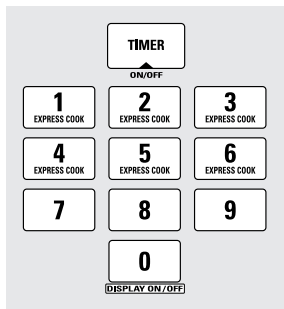 TIMER
ON/OFF
1 2 3
EXPRESS COOK EXPRESS COOK EXPRESS COOK
4 5 6
EXPRESS COOK EXPRESS COOK EXPRESS COOK
7 8 9
0
DISPLAY ON/OFF